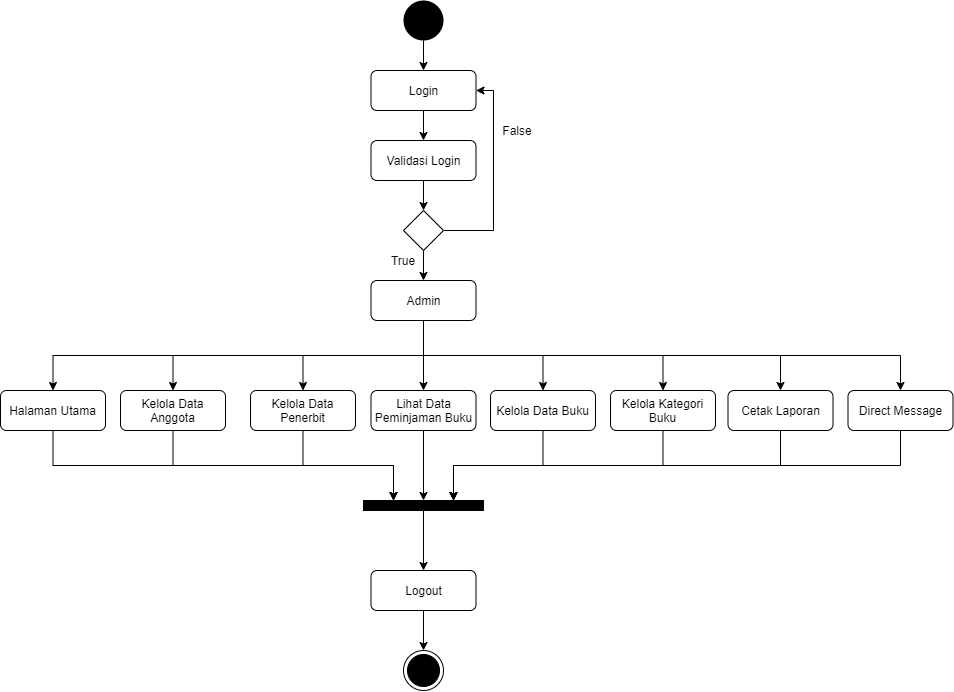 Login
False
Validasi Login
True
Admin
Halaman Utama
Kelola Data
Anggota
Kelola Data
Penerbit
Lihat Data
Peminjaman Buku
Kelola Data Buku
Kelola Kategori
Buku
Cetak Laporan
Direct Message
Logout